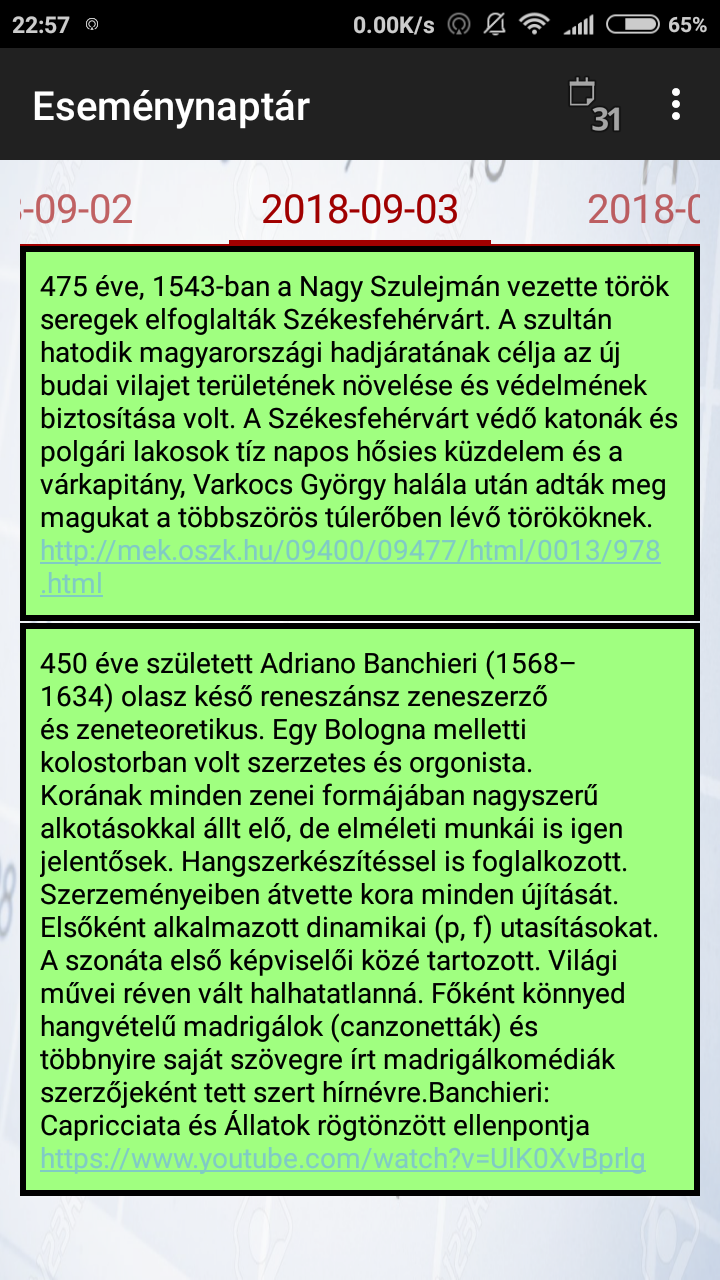 22:57 0.00K/s 65%
Eseménynaptár
31
-09-02 2018-09-03 2018-0
475 éve, 1543-ban a Nagy Szulejmán vezette török
seregek elfoglalták Székesfehérvárt. A szultán
hatodik magyarországi hadjáratának célja az új
budai vilajet területének növelése és védelmének
biztosítása volt. A Székesfehérvárt védő katonák és
polgári lakosok tíz napos hősies küzdelem és a
várkapitány, Varkocs György halála után adták meg
magukat a többszörös túlerőben lévő törököknek.
http://mek.oszk.hu/09400/09477/html/0013/978
.html
450 éve született Adriano Banchieri (1568–
1634) olasz késő reneszánsz zeneszerző
és zeneteoretikus. Egy Bologna melletti
kolostorban volt szerzetes és orgonista.
Korának minden zenei formájában nagyszerű
alkotásokkal állt elő, de elméleti munkái is igen
jelentősek. Hangszerkészítéssel is foglalkozott.
Szerzeményeiben átvette kora minden újítását.
Elsőként alkalmazott dinamikai (p, f) utasításokat.
A szonáta első képviselői közé tartozott. Világi
művei réven vált halhatatlanná. Főként könnyed
hangvételű madrigálok (canzonetták) és
többnyire saját szövegre írt madrigálkomédiák
szerzőjeként tett szert hírnévre.Banchieri:
Capricciata és Állatok rögtönzött ellenpontja
https://www.youtube.com/watch?v=UlK0XvBprlg